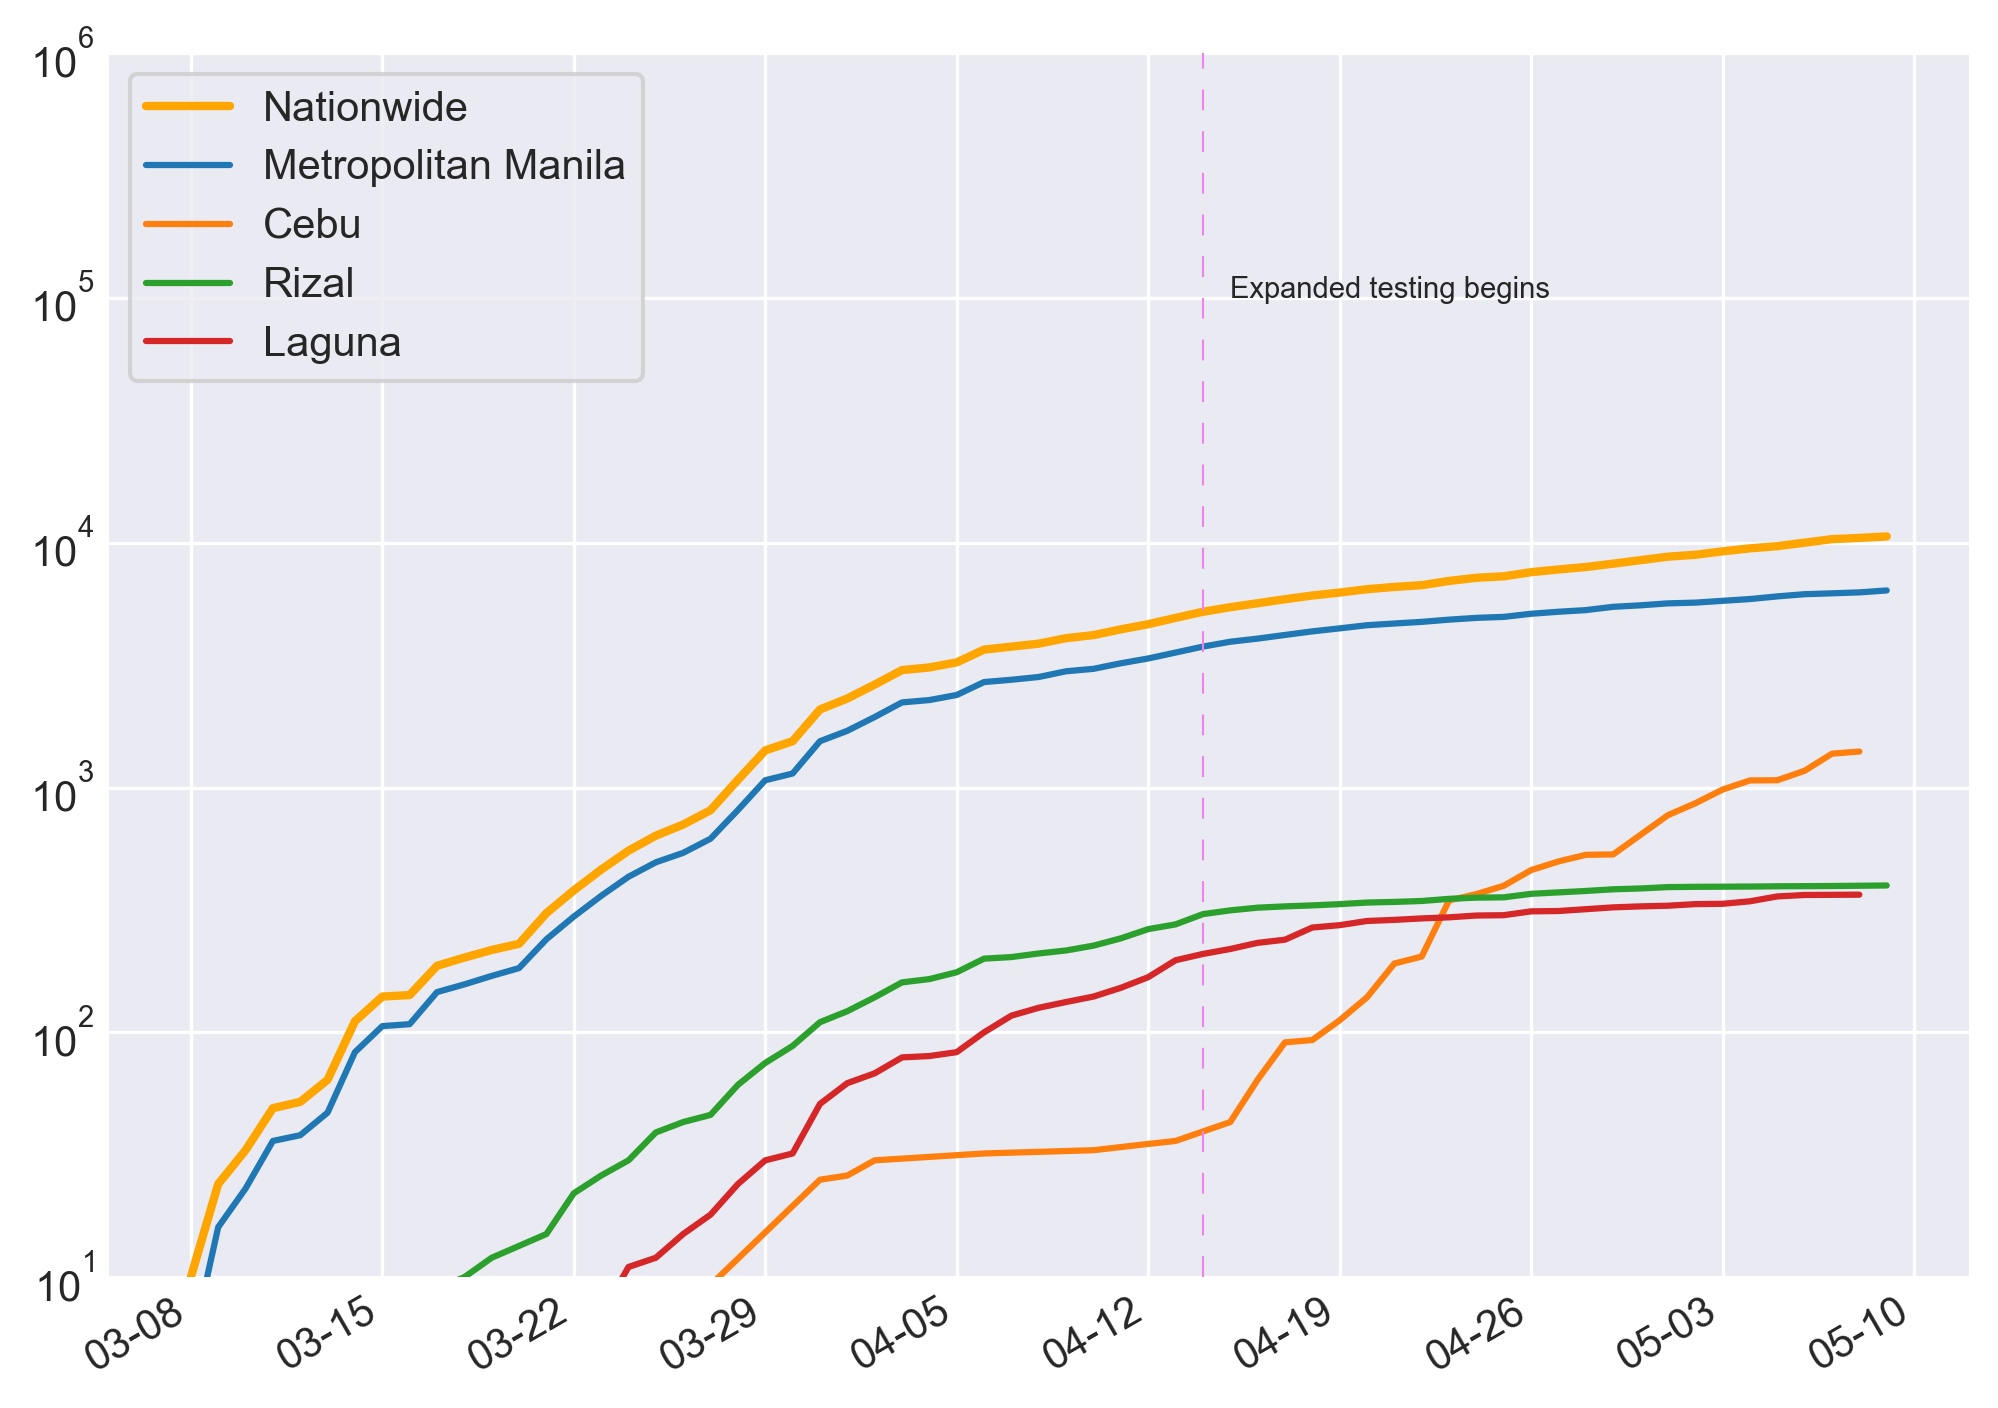 10^6
10^5
10^4
10^3
10^2
10^1
Nationwide
Metropolitan Manila
Cebu
Rizal
Laguna
Expanded testing begins
03-08
03-15
03-22
03-29
04-05
04-12
04-19
04-26
05-03
05-10